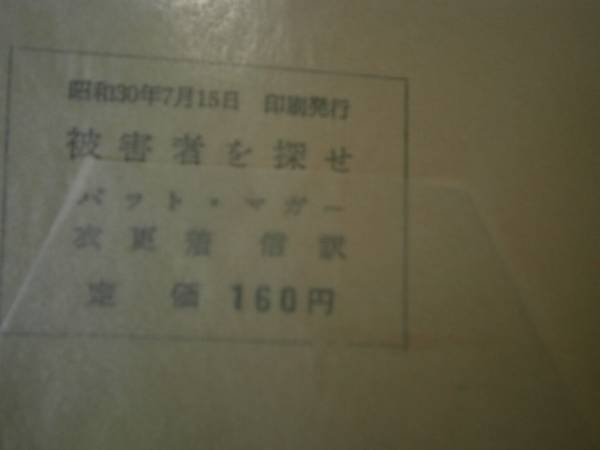 昭和30年7月15日 印刷発行
被害者を探せ
パット・マガー
衣更着 信訳
定 価 160円